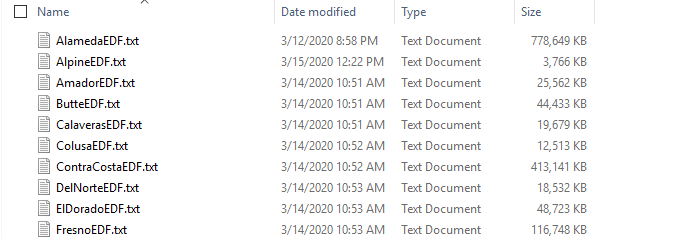 Name Date modified Type Size
AlamedaEDF.txt 3/12/2020 8:58 PM Text Document 778,649 KB
AlpineEDF.txt 3/15/2020 12:22 PM Text Document 3,766 KB
AmadorEDF.txt 3/14/2020 10:51 AM Text Document 25,562 KB
ButteEDF.txt 3/14/2020 10:51 AM Text Document 44,433 KB
CalaverasEDF.txt 3/14/2020 10:51 AM Text Document 19,679 KB
ColusaEDF.txt 3/14/2020 10:52 AM Text Document 12,513 KB
ContraCostaEDF.txt 3/14/2020 10:52 AM Text Document 413,141 KB
DelNorteEDF.txt 3/14/2020 10:53 AM Text Document 18,532 KB
ElDoradoEDF.txt 3/14/2020 10:53 AM Text Document 48,723 KB
FresnoEDF.txt 3/14/2020 10:53 AM Text Document 116,748 KB